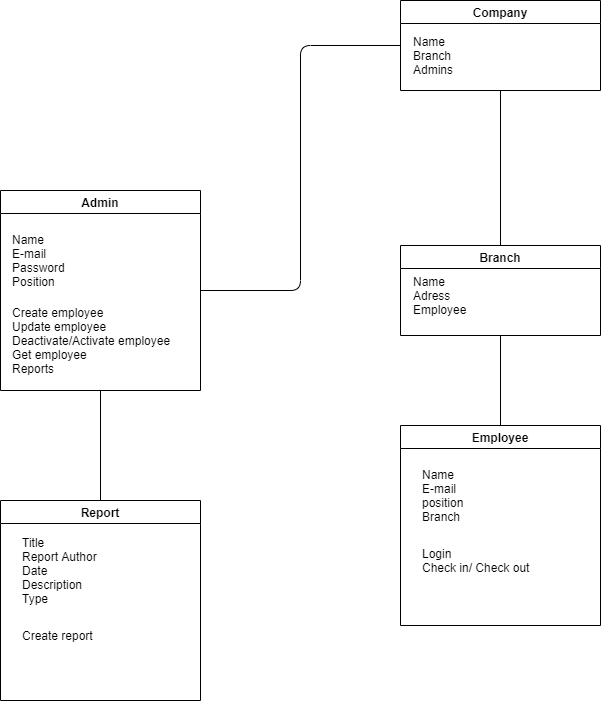 Company
Name
Branch
Admins
Admin
Name
E-mail
Password
Position
Create employee
Update employee
Deactivate/Activate employee
Get employee
Reports
Branch
Name
Adress
Employee
Employee
Name
E-mail
position
Branch
Login
Check in/ Check out
Report
Title
Report Author
Date
Description
Type
Create report